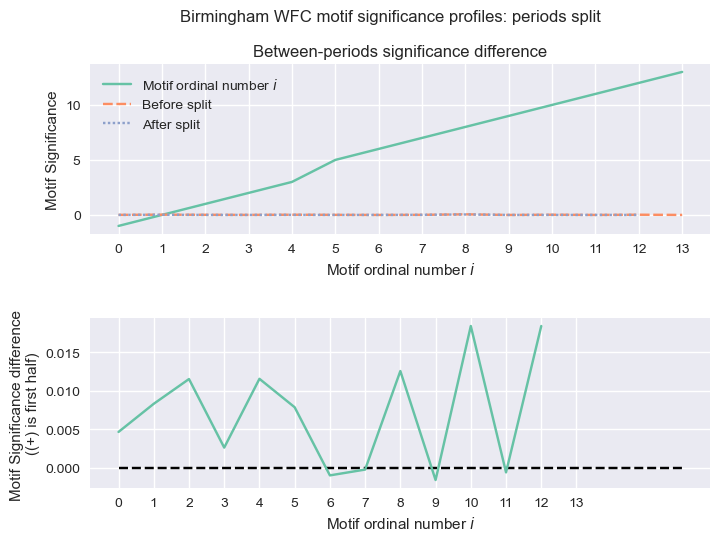 Birmingham WFC motif significance profiles: periods split
Between-periods significance difference
Motif Significance
10
5
0
Motif ordinal number i
Before split
After split
0 1 2 3 4 5 6 7 8 9 10 11 12 13
Motif ordinal number i
Motif Significance difference
((+) is first half)
0.015
0.010
0.005
0.000
0 1 2 3 4 5 6 7 8 9 10 11 12 13
Motif ordinal number i